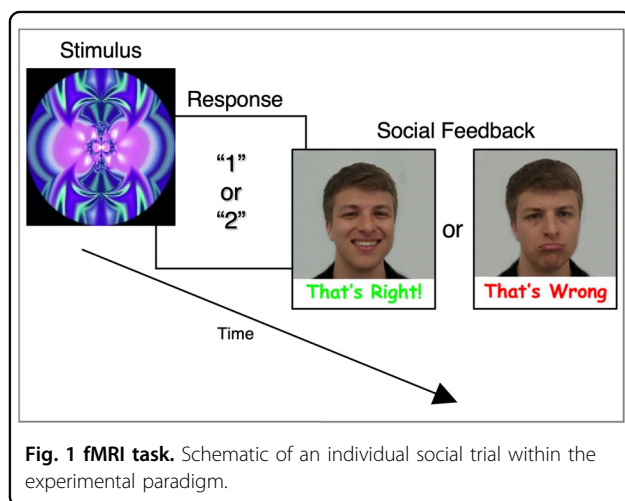 Stimulus
Response
"1"
or
"2"
Social Feedback
or
That's Right!
That's Wrong
Time
Fig. 1 fMRI task. Schematic of an individual social trial within the
experimental paradigm.